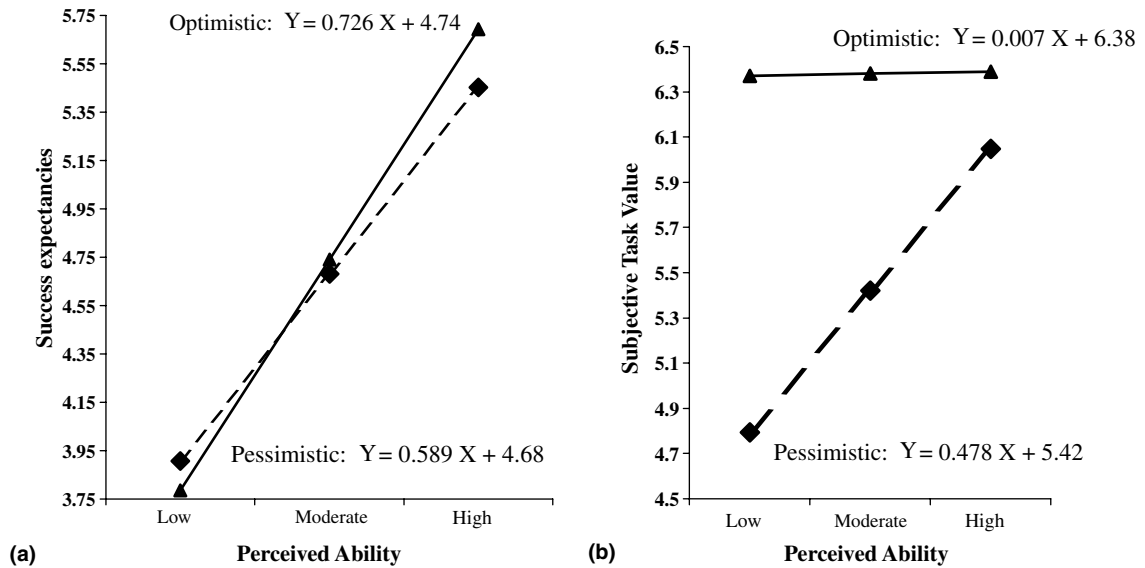 Optimistic: Y = 0.726 X + 4.74
5.75
5.55
5.35
5.15
4.95
4.75
4.55
4.35
4.15
3.95
3.75
Success expectancies
Pessimistic: Y = 0.589 X + 4.68
Low Moderate High
(a) Perceived Ability
Optimistic: Y = 0.007 X + 6.38
6.5
6.3
6.1
5.9
5.7
5.5
5.3
5.1
4.9
4.7
4.5
Subjective Task Value
Pessimistic: Y = 0.478 X + 5.42
Low Moderate High
(b) Perceived Ability